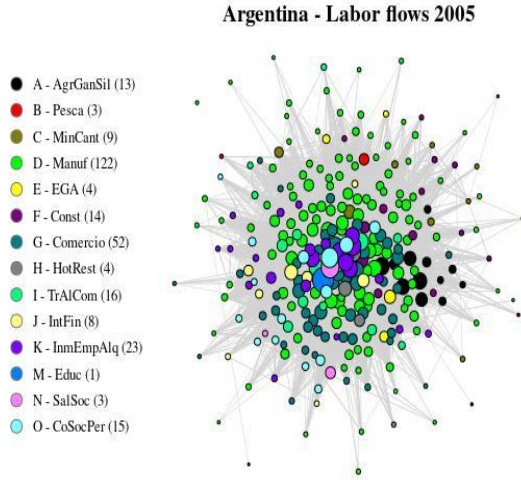 Argentina - Labor flows 2005
A - AgrGanSil (13)
B - Pesca (3)
C - MinCant (9)
D - Manuf (122)
E - EGA (4)
F - Const (14)
G - Comercio (52)
H - HotRest (4)
I - TrAlCom (16)
J - IntFin (8)
K - InmEmpAlq (23)
M - Educ (1)
N - SalSoc (3)
O - CoSocPer (15)